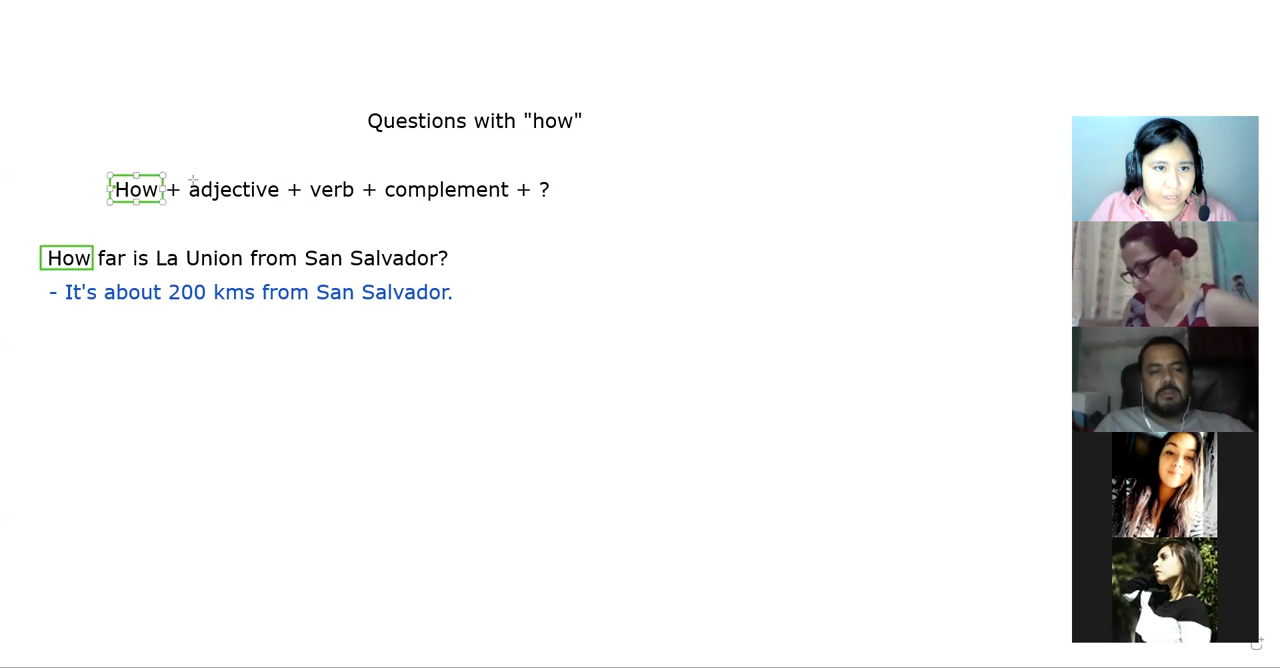 Questions with "how"
How + adjective + verb + complement + ?
How far is La Union from San Salvador?
- It's about 200 kms from San Salvador.